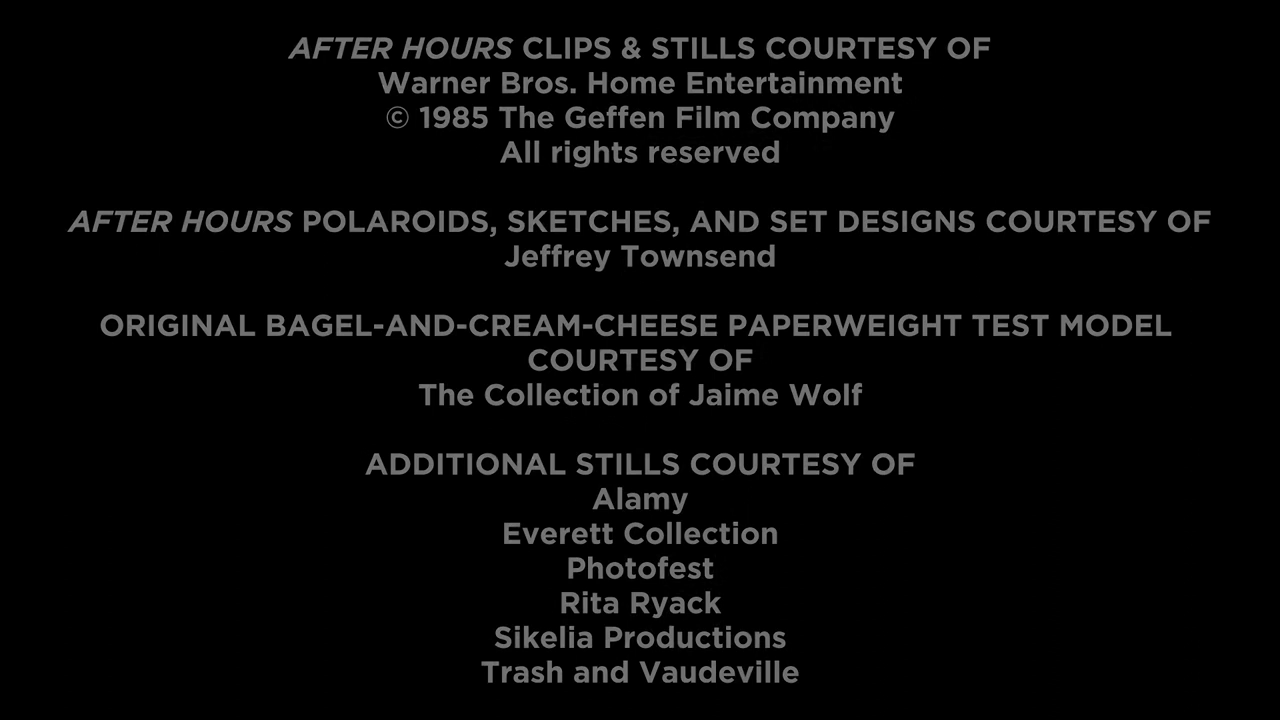 AFTER HOURS CLIPS & STILLS COURTESY OF
Warner Bros. Home Entertainment
© 1985 The Geffen Film Company
All rights reserved
AFTER HOURS POLAROIDS, SKETCHES, AND SET DESIGNS COURTESY OF
Jeffrey Townsend
ORIGINAL BAGEL-AND-CREAM-CHEESE PAPERWEIGHT TEST MODEL
COURTESY OF
The Collection of Jaime Wolf
ADDITIONAL STILLS COURTESY OF
Alamy
Everett Collection
Photofest
Rita Ryack
Sikelia Productions
Trash and Vaudeville